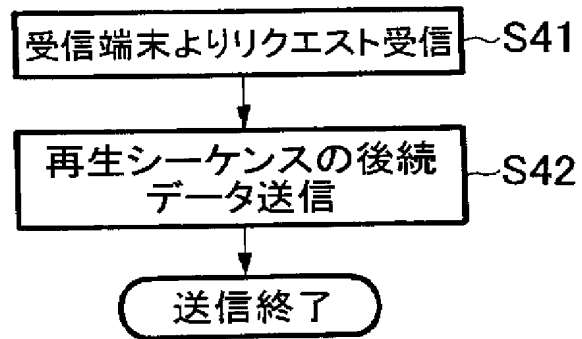 受信端末よりリクエスト受信
S41
再生シーケンスの後続
データ送信
S42
送信終了